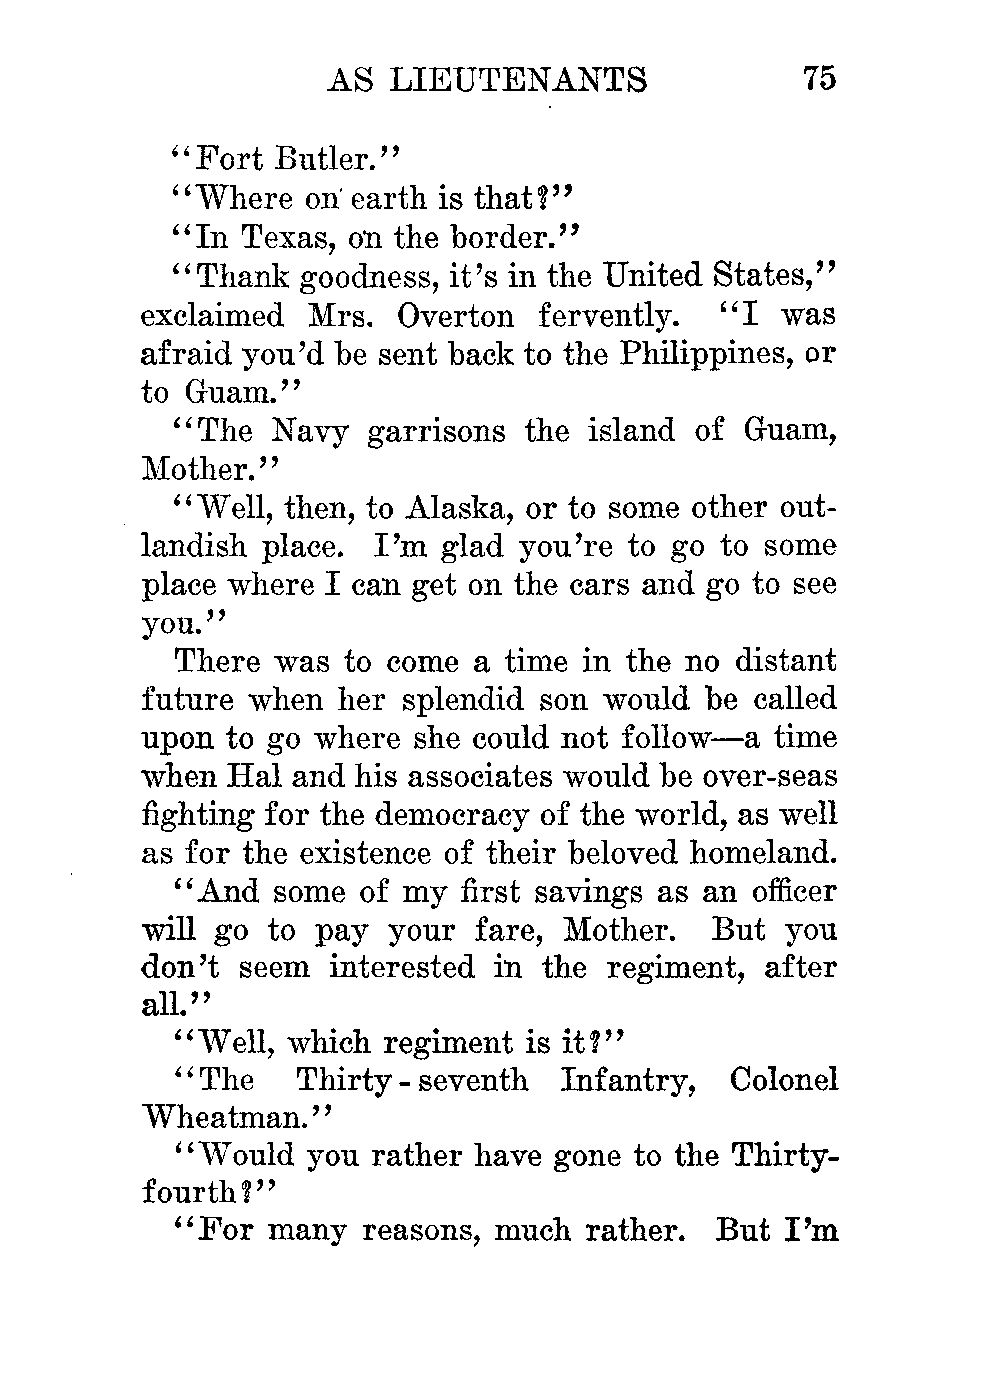 AS LIEUTENANTS 75
"Fort Butler."
"Where on earth is that?"
"In Texas, on the border."
"Thank goodness, it's in the United States,"
exclaimed Mrs. Overton fervently. "I was
afraid you'd be sent back to the Philippines, or
to Guam."
"The Navy garrisons the island of Guam,
Mother."
"Well, then, to Alaska, or to some other out-
landish place. I'm glad you're to go to some
place where I can get on the cars and go to see
you."
There was to come a time in the no distant
future when her splendid son would be called
upon to go where she could not follow—a time
when Hal and his associates would be over-seas
fighting for the democracy of the world, as well
as for the existence of their beloved homeland.
"And some of my first savings as an officer
will go to pay your fare, Mother. But you
don't seem interested in the regiment, after
all."
"Well, which regiment is it?"
"The Thirty-seventh Infantry, Colonel
Wheatman."
"Would you rather have gone to the Thirty-
fourth?"
"For many reasons, much rather. But I'm